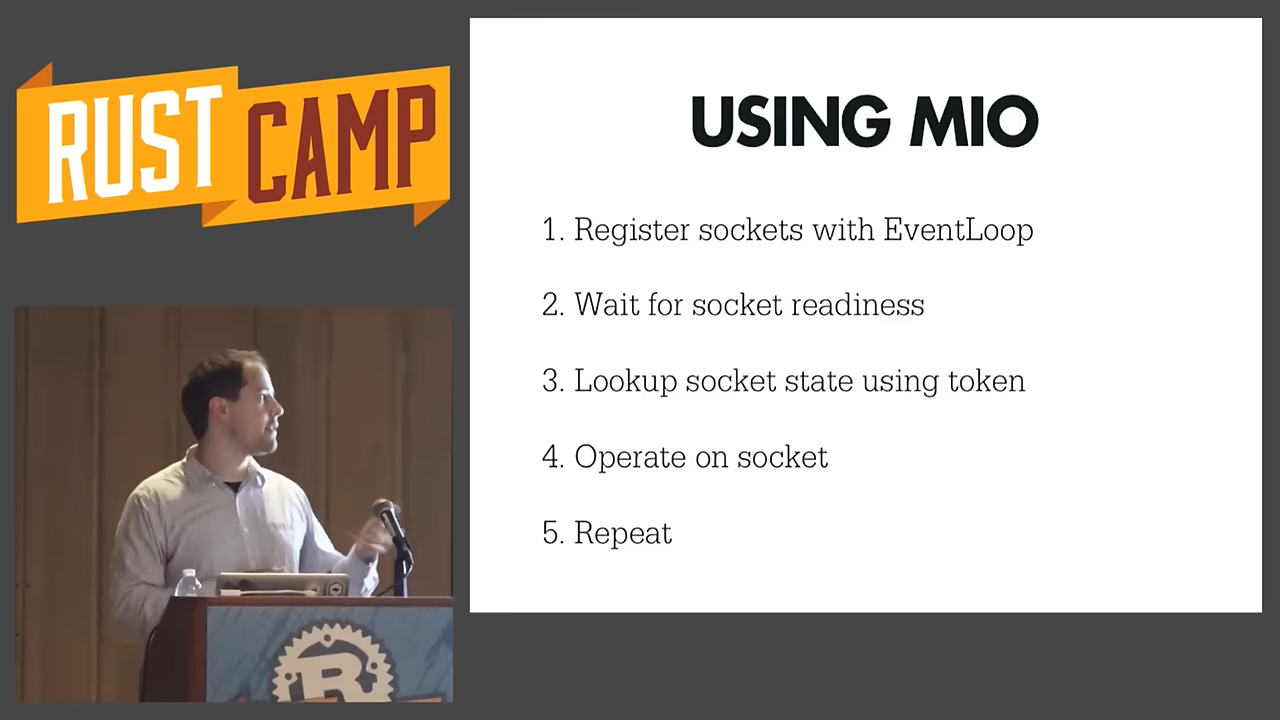 RUST CAMP
USING MIO
1. Register sockets with EventLoop
2. Wait for socket readiness
3. Lookup socket state using token
4. Operate on socket
5. Repeat
R